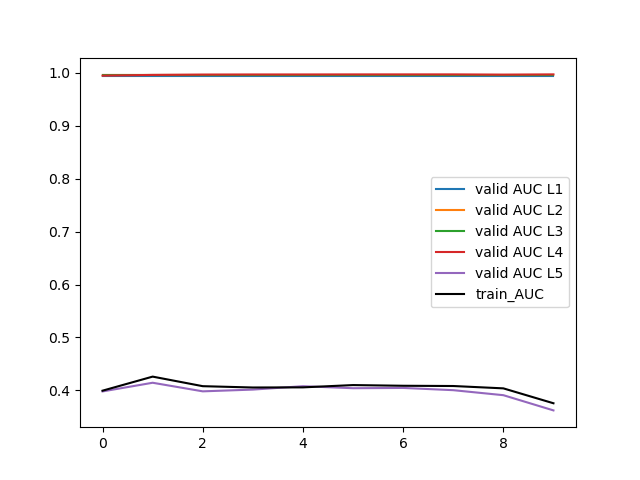 1.0
0.9
0.8
0.7
0.6
0.5
0.4
0 2 4 6 8
valid AUC L1
valid AUC L2
valid AUC L3
valid AUC L4
valid AUC L5
train_AUC